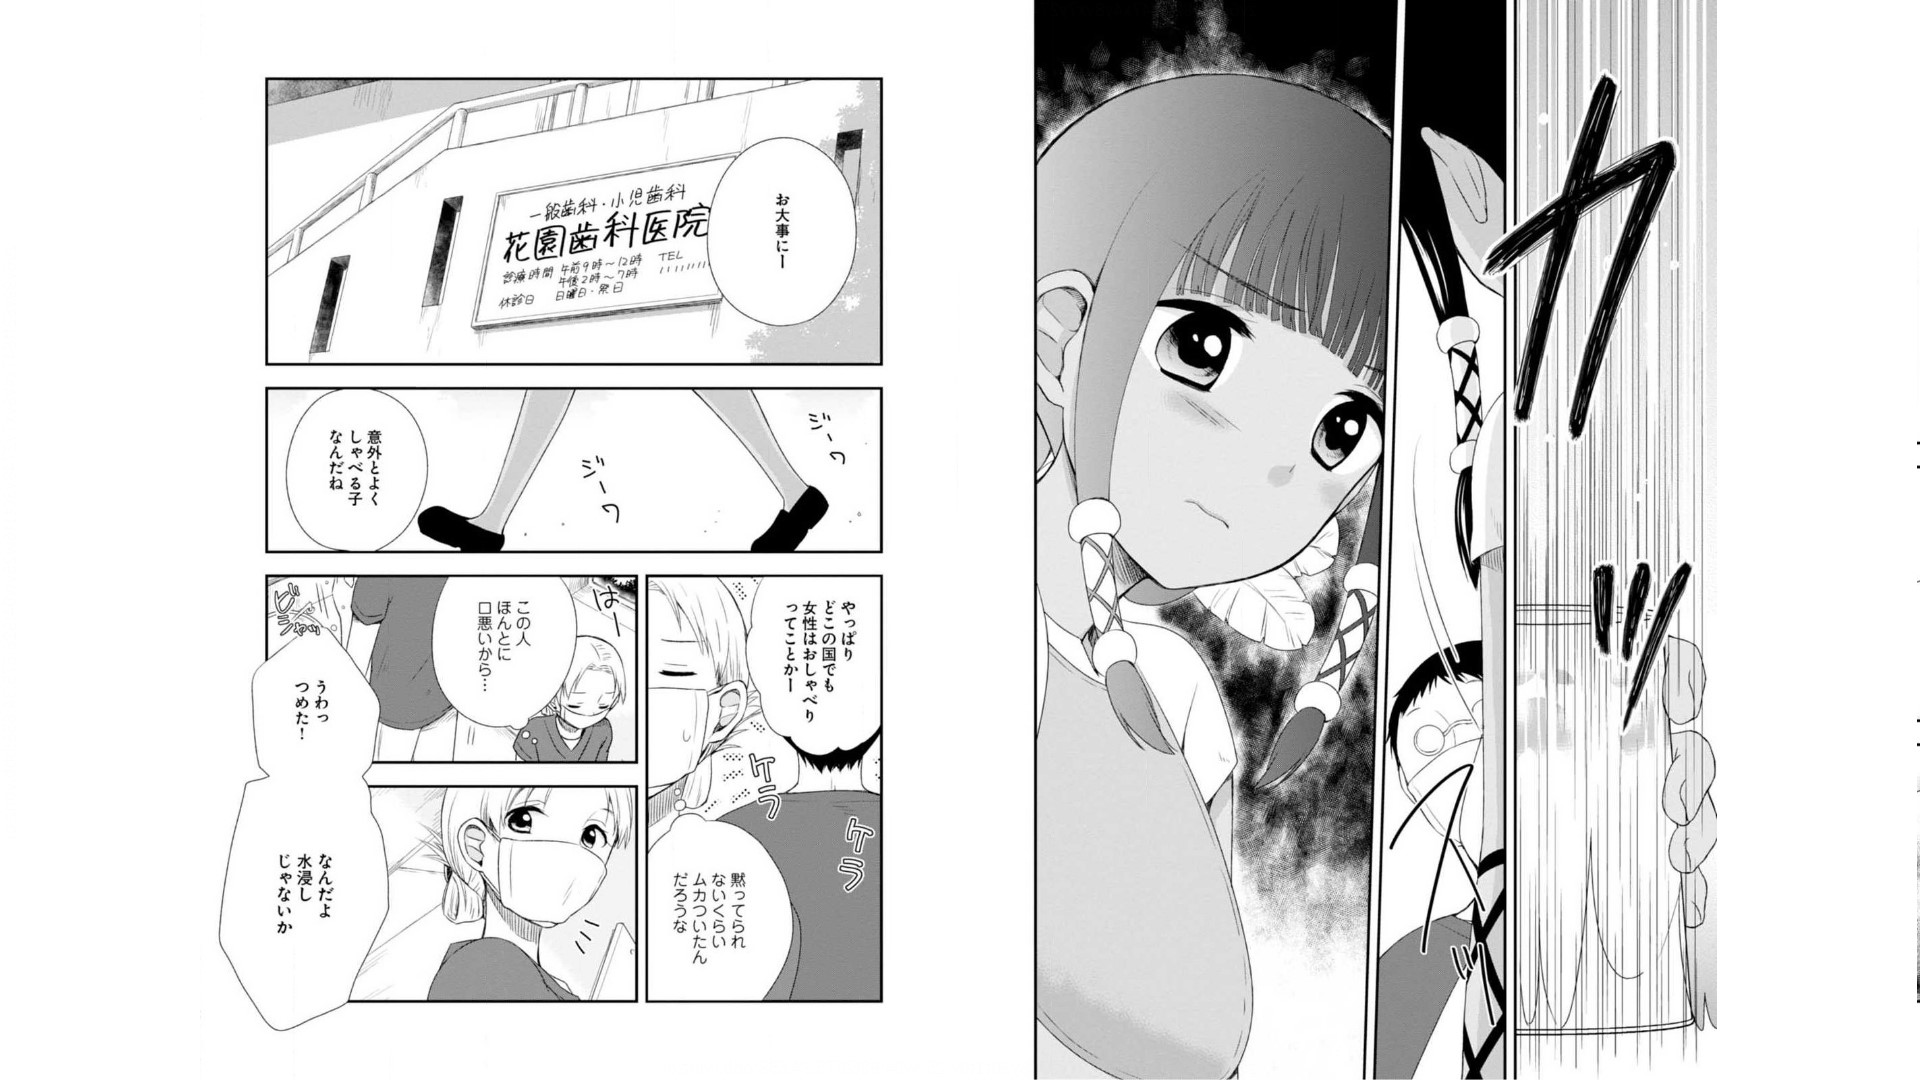 カ
ッ
お大事にー
一般歯科・小児歯科
花園歯科医院
診療時間 午前9時～12時
午後2時～7時
休診日 日曜日・祭日
TEL
ジーワ
ジーワ
意外とよく
しゃべる子
なんだね
やっぱり
どこの国でも
女性はおしゃべり
ってことかー
ケラ
ケラ
黙ってられ
ないくらい
ムカついたん
だろうな
はー
この人
ほんとに
口悪いから…
ビシャッ
うわっ
つめた！
なんだよ
水浸し
じゃないか